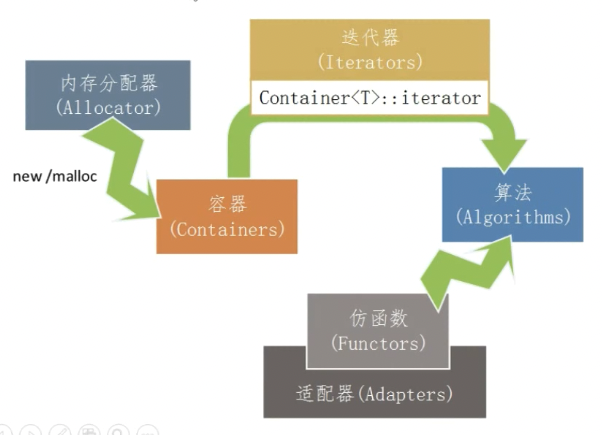 迭代器
(Iterators)
Container<T>::iterator
内存分配器
(Allocator)
new /malloc
容器
(Containers)
算法
(Algorithms)
仿函数
(Functors)
适配器(Adapters)